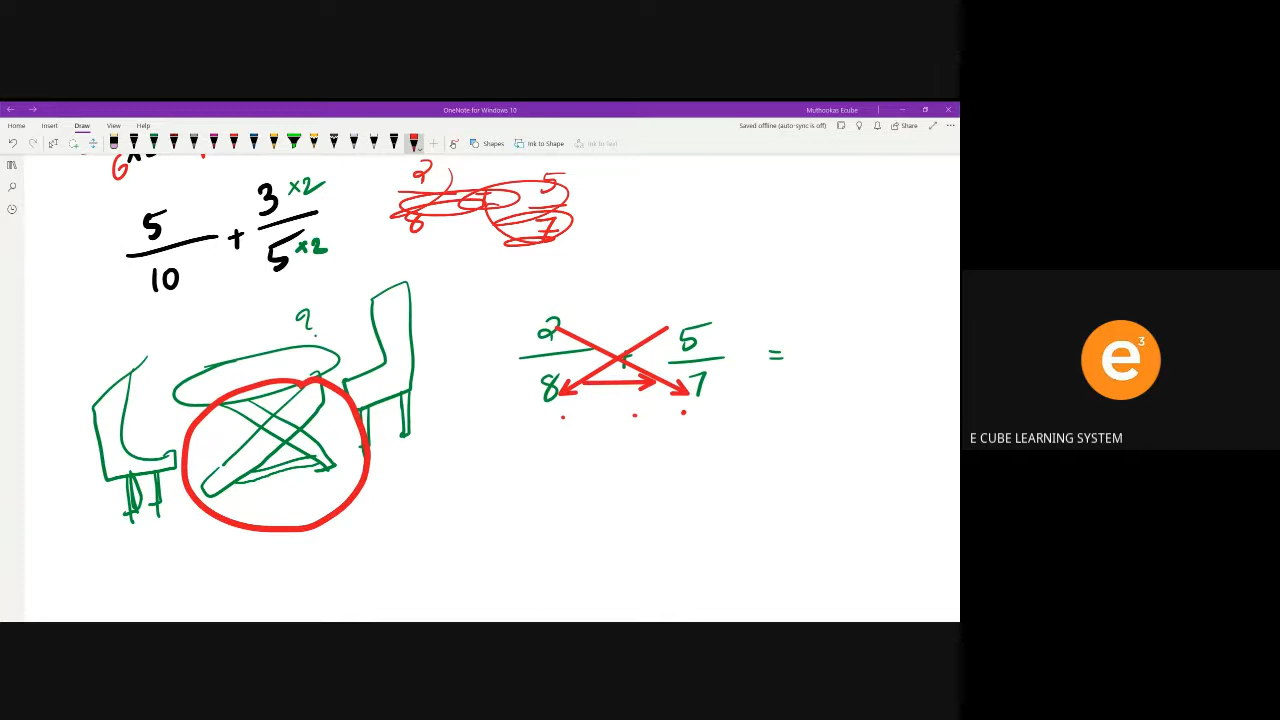 OneNote for Windows 10
Muthookas Ecube
Home Insert Draw View Help
Saved offline (auto-sync is off)
Share
Shapes
Ink to Shape
Ink to Text
6
5/10 + 3×2/5×2
2/8
5/7
?
2/8 + 5/7 =
e3
E CUBE LEARNING SYSTEM